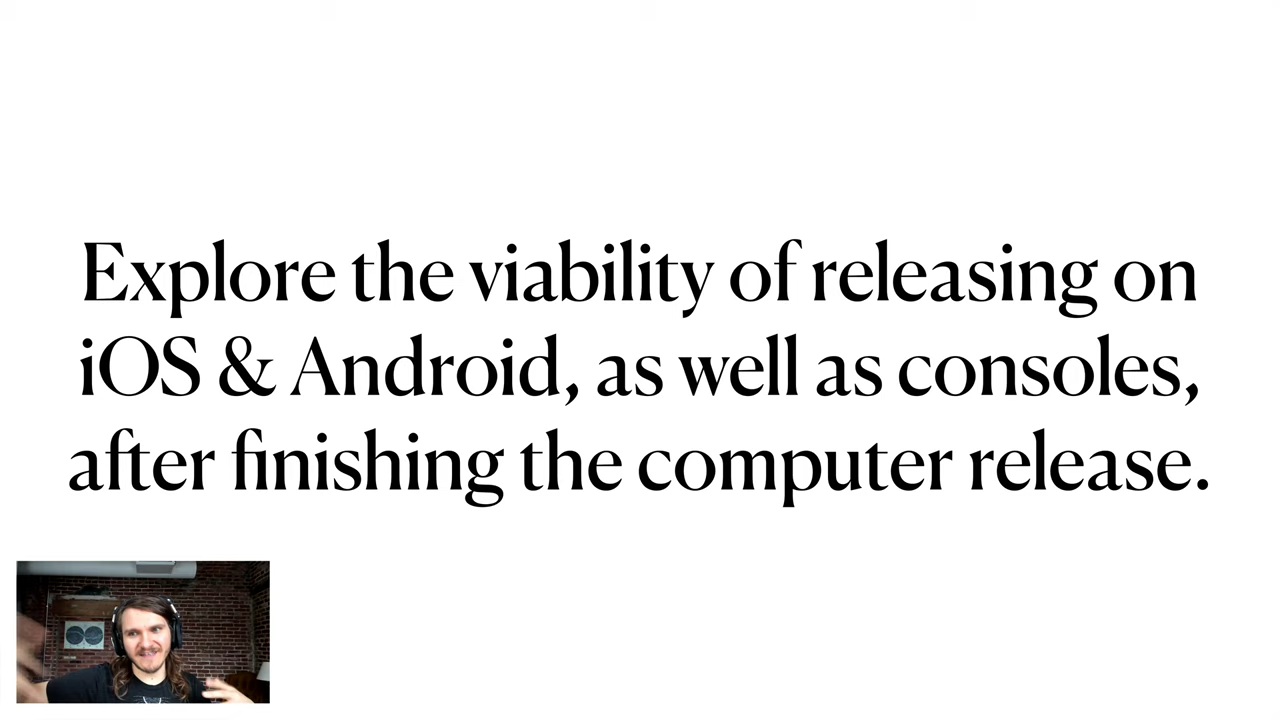 Explore the viability of releasing on
iOS & Android, as well as consoles,
after finishing the computer release.